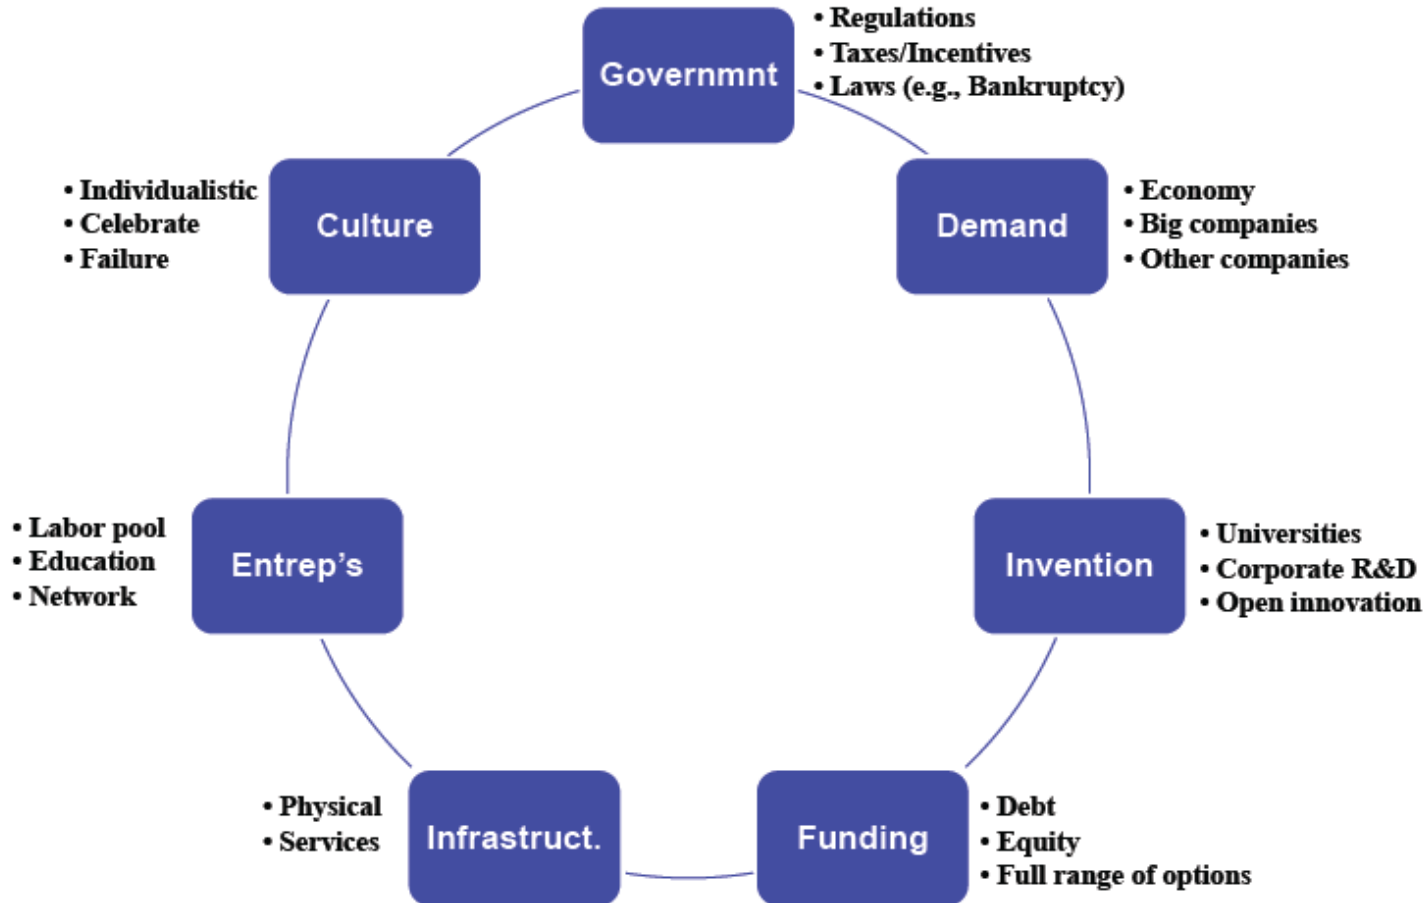 Governmnt
• Regulations
• Taxes/Incentives
• Laws (e.g., Bankruptcy)
Demand
• Economy
• Big companies
• Other companies
Invention
• Universities
• Corporate R&D
• Open innovation
Funding
• Debt
• Equity
• Full range of options
Infrastruct.
• Physical
• Services
Entrep’s
• Labor pool
• Education
• Network
Culture
• Individualistic
• Celebrate
• Failure